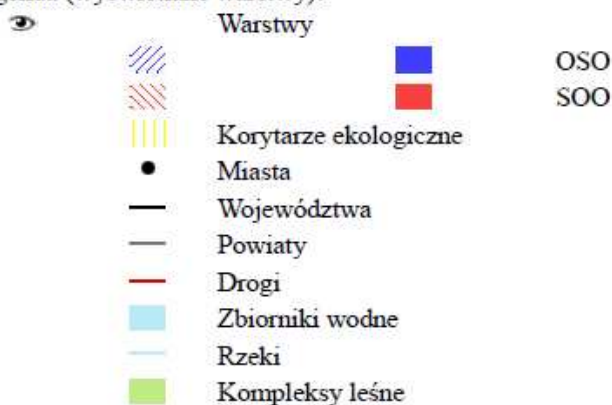 Warstwy
OSO
SOO
Korytarze ekologiczne
Miasta
Województwa
Powiaty
Drogi
Zbiorniki wodne
Rzeki
Kompleksy leśne